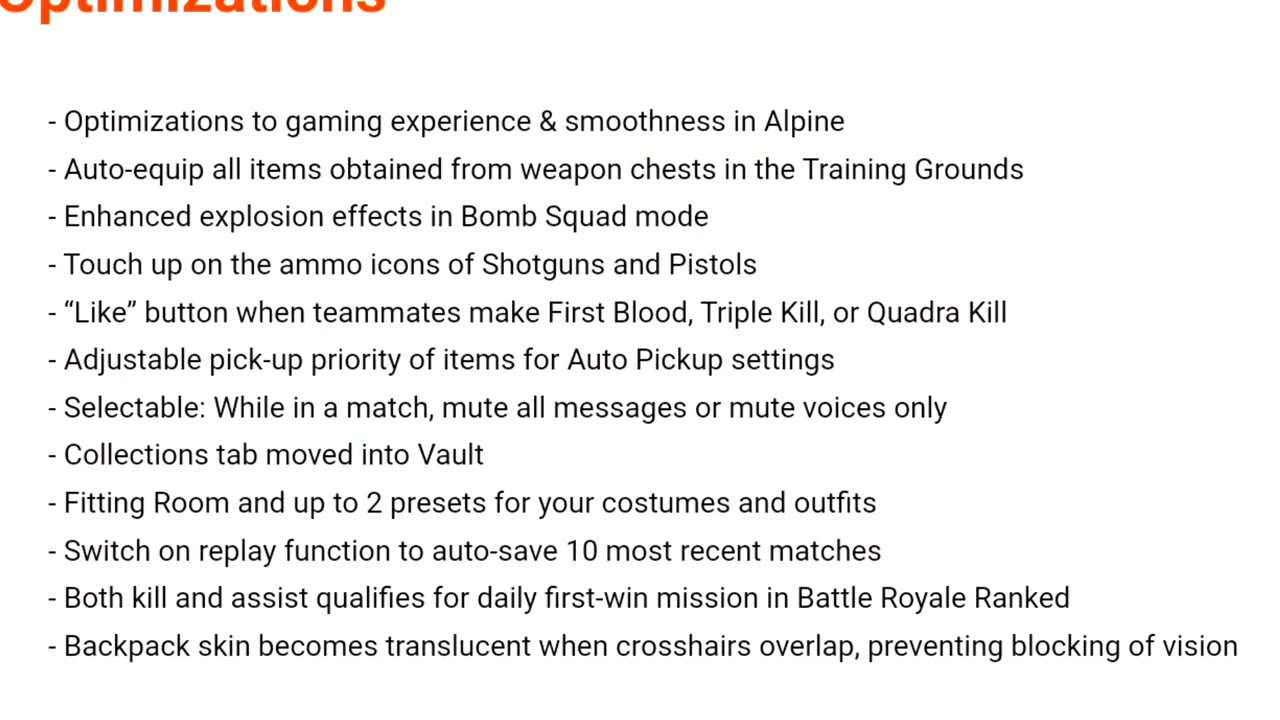 Optimizations
- Optimizations to gaming experience & smoothness in Alpine
- Auto-equip all items obtained from weapon chests in the Training Grounds
- Enhanced explosion effects in Bomb Squad mode
- Touch up on the ammo icons of Shotguns and Pistols
- “Like” button when teammates make First Blood, Triple Kill, or Quadra Kill
- Adjustable pick-up priority of items for Auto Pickup settings
- Selectable: While in a match, mute all messages or mute voices only
- Collections tab moved into Vault
- Fitting Room and up to 2 presets for your costumes and outfits
- Switch on replay function to auto-save 10 most recent matches
- Both kill and assist qualifies for daily first-win mission in Battle Royale Ranked
- Backpack skin becomes translucent when crosshairs overlap, preventing blocking of vision